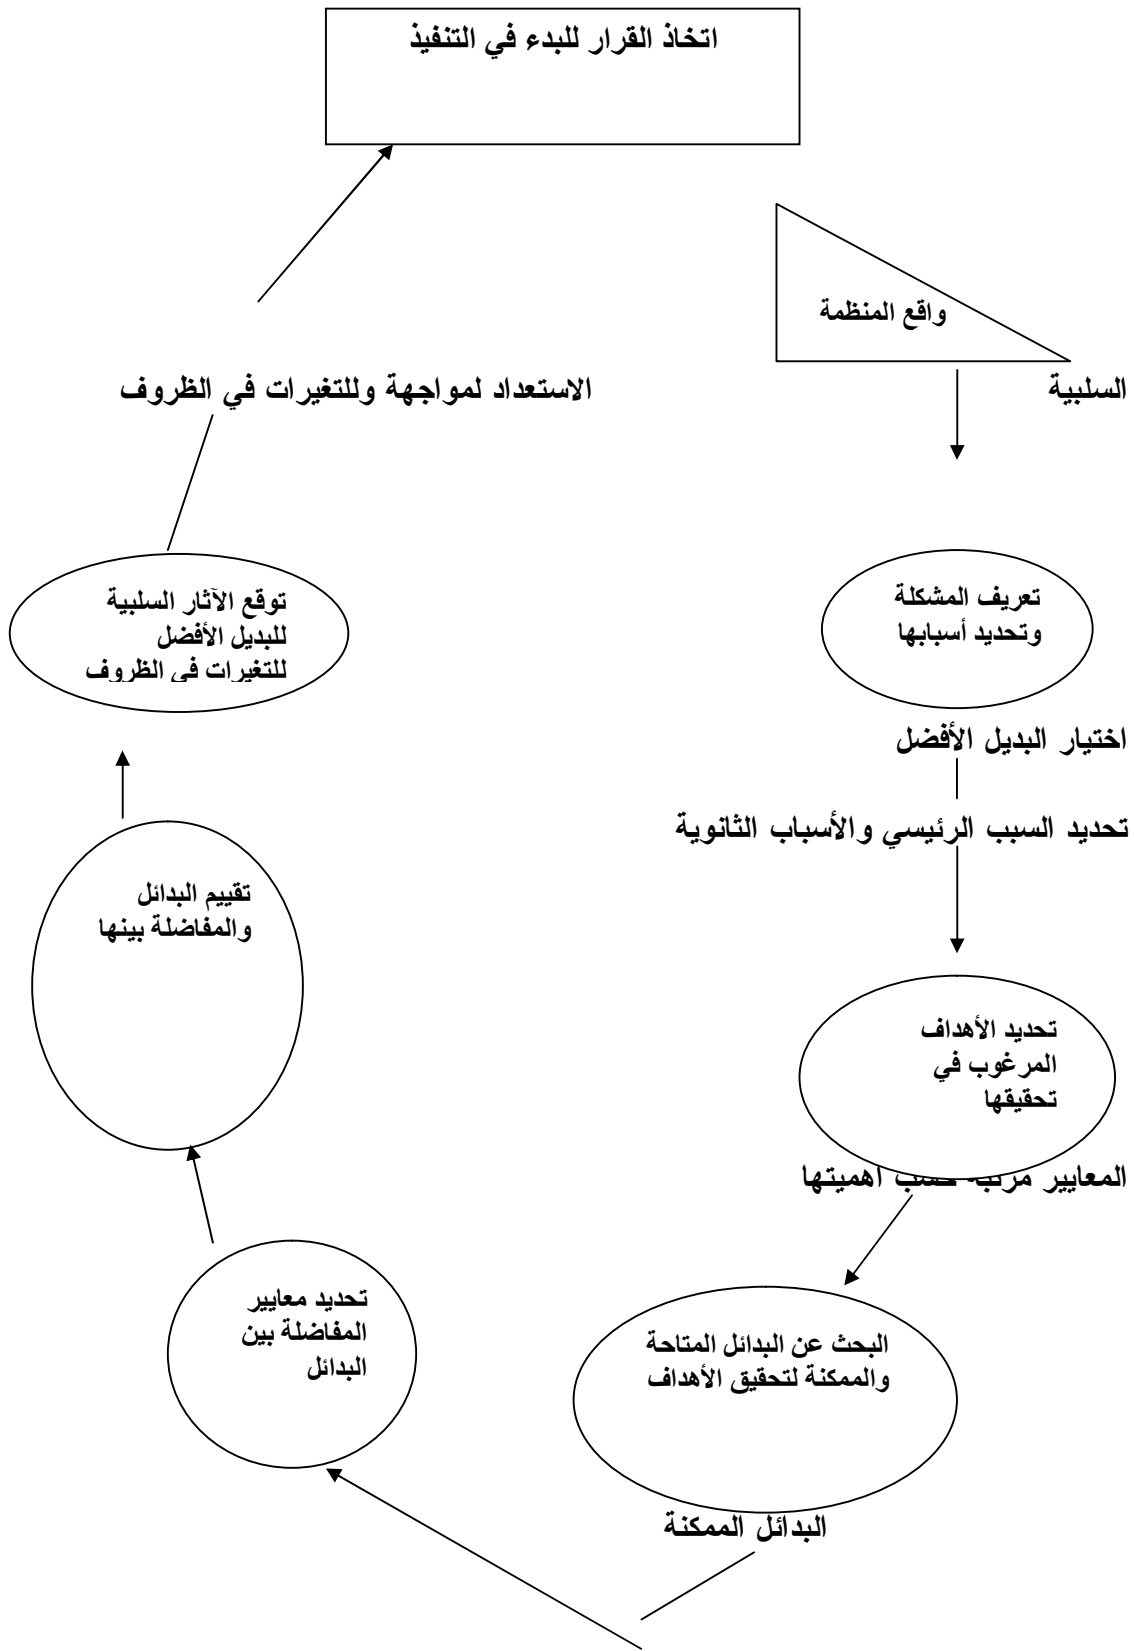 اتخاذ القرار للبدء في التنفيذ
واقع المنظمة
السلبية
الاستعداد لمواجهة وللتغيرات في الظروف
تعريف المشكلة
وتحديد أسبابها
توقع الآثار السلبية
للبديل الأفضل
للتغيرات في الظروف
اختيار البديل الأفضل
تحديد السبب الرئيسي والأسباب الثانوية
تقييم البدائل
والمفاضلة بينها
تحديد الأهداف
المرغوب في
تحقيقها
المعايير اهميتها
تحديد معايير
المفاضلة بين
البدائل
البحث عن البدائل المتاحة
والممكنة لتحقيق الأهداف
البدائل الممكنة